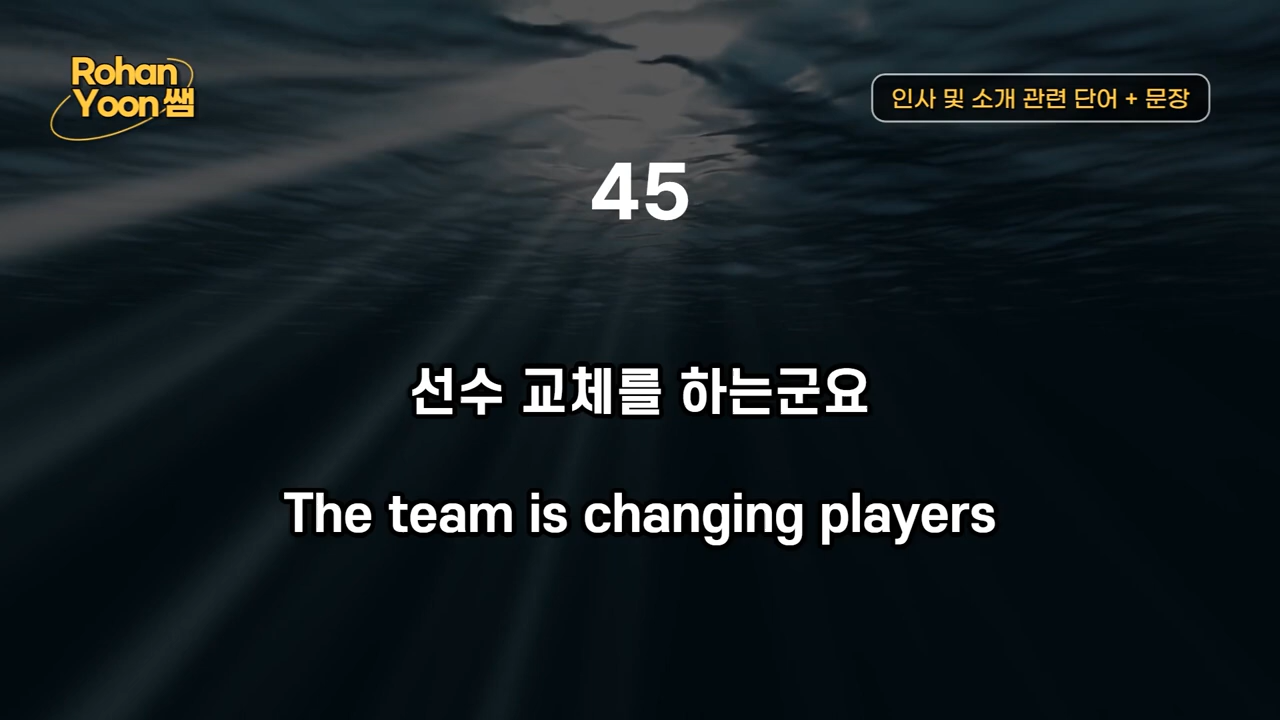 Rohan
Yoon쌤
인사 및 소개 관련 단어 + 문장
45
선수 교체를 하는군요
The team is changing players